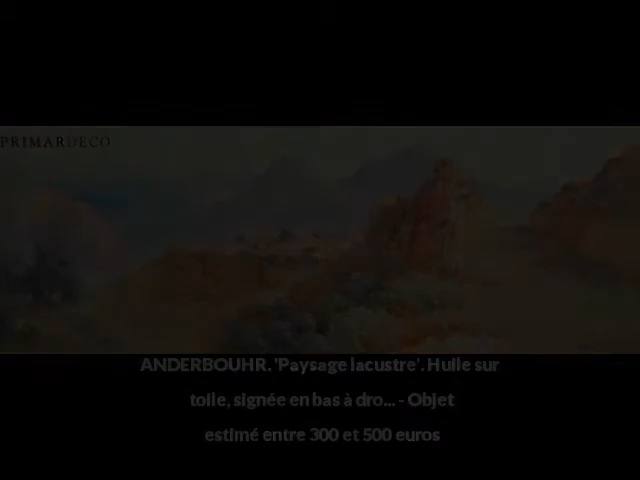 PRIMARDECO
ANDERBOUHR. 'Paysage lacustre'. Huile sur
toile, signée en bas à dro... - Objet
estimé entre 300 et 500 euros